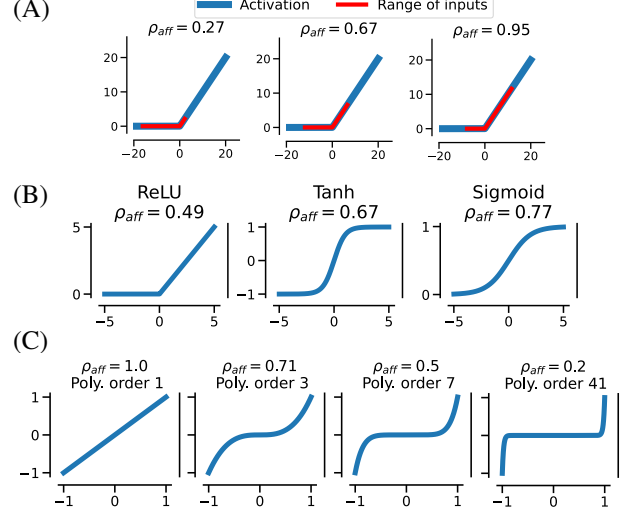 (A)
Activation Range of inputs
ρaff = 0.27 ρaff = 0.67 ρaff = 0.95
20 20 20
10 10 10
0 0 0
−20 0 20 −20 0 20 −20 0 20
(B)
ReLU Tanh Sigmoid
ρaff = 0.49 ρaff = 0.67 ρaff = 0.77
5 1 1
0
0 −1 0
−5 0 5 −5 0 5 −5 0 5
(C)
ρaff = 1.0 ρaff = 0.71 ρaff = 0.5 ρaff = 0.2
Poly. order 1 Poly. order 3 Poly. order 7 Poly. order 41
1
0
−1
−1 0 1 −1 0 1 −1 0 1 −1 0 1